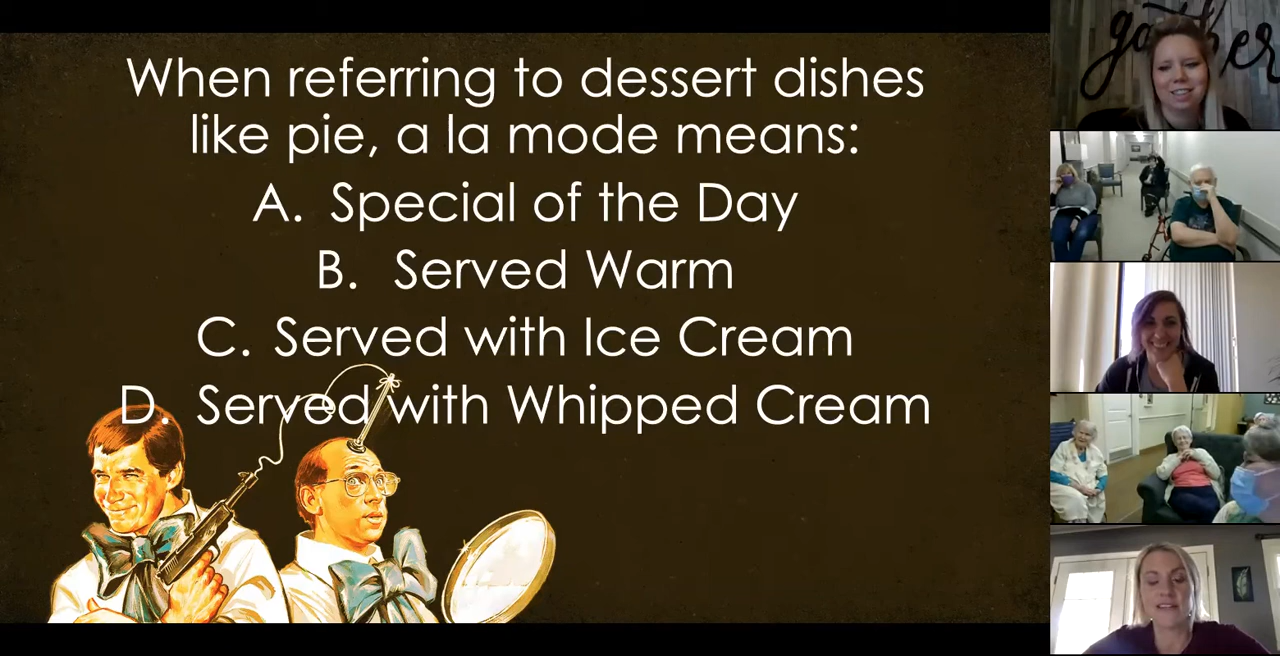 When referring to dessert dishes
like pie, a la mode means:
A. Special of the Day
B. Served Warm
C. Served with Ice Cream
D. Served with Whipped Cream
gather